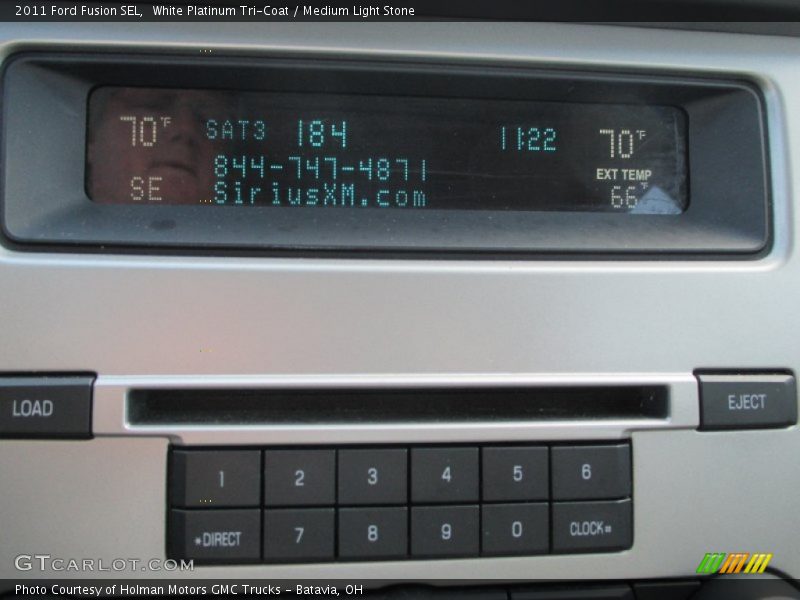 2011 Ford Fusion SEL, White Platinum Tri-Coat / Medium Light Stone
70°F SAT3 184 11:22 70°F
844-747-4871 EXT TEMP
SE SiriusXM.com 66°F
LOAD EJECT
1 2 3 4 5 6
*DIRECT 7 8 9 0 CLOCK
GTCARLOT.COM
Photo Courtesy of Holman Motors GMC Trucks - Batavia, OH